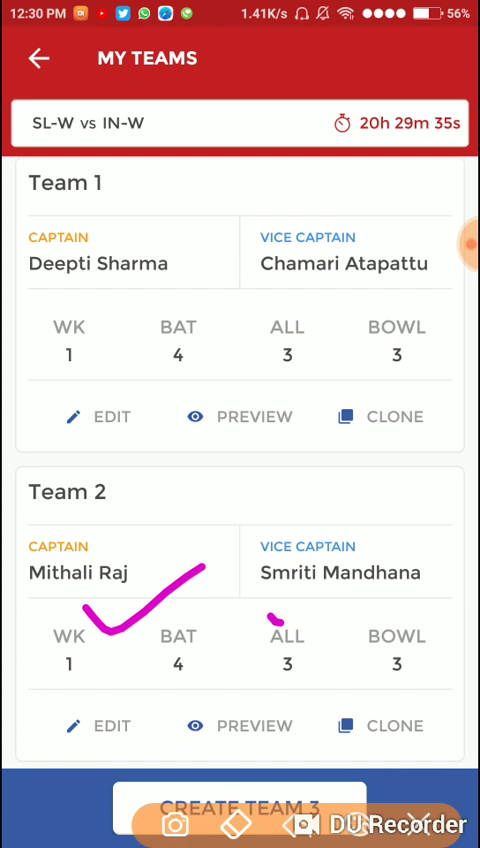 12:30 PM 1.41K/s 56%
MY TEAMS
SL-W vs IN-W 20h 29m 35s
Team 1
CAPTAIN VICE CAPTAIN
Deepti Sharma Chamari Atapattu
WK BAT ALL BOWL
1 4 3 3
EDIT PREVIEW CLONE
Team 2
CAPTAIN VICE CAPTAIN
Mithali Raj Smriti Mandhana
WK BAT ALL BOWL
1 4 3 3
EDIT PREVIEW CLONE
CREATE TEAM 3
DU Recorder